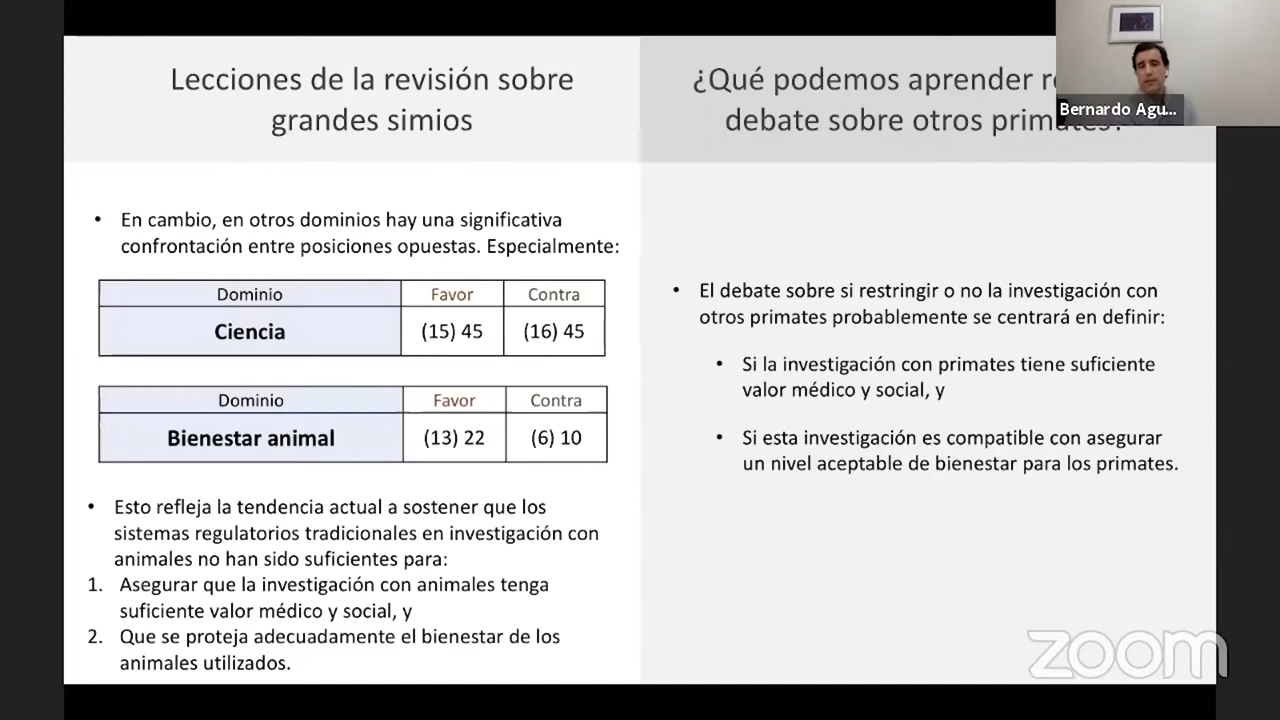 Lecciones de la revisión sobre
grandes simios
• En cambio, en otros dominios hay una significativa
confrontación entre posiciones opuestas. Especialmente:
Dominio Favor Contra
Ciencia (15) 45 (16) 45
Dominio Favor Contra
Bienestar animal (13) 22 (6) 10
• Esto refleja la tendencia actual a sostener que los
sistemas regulatorios tradicionales en investigación con
animales no han sido suficientes para:
1. Asegurar que la investigación con animales tenga
suficiente valor médico y social, y
2. Que se proteja adecuadamente el bienestar de los
animales utilizados.
¿Qué podemos aprender
debate sobre otros primates?
• El debate sobre si restringir o no la investigación con
otros primates probablemente se centrará en definir:
• Si la investigación con primates tiene suficiente
valor médico y social, y
• Si esta investigación es compatible con asegurar
un nivel aceptable de bienestar para los primates.
Bernardo Agu...
zoom